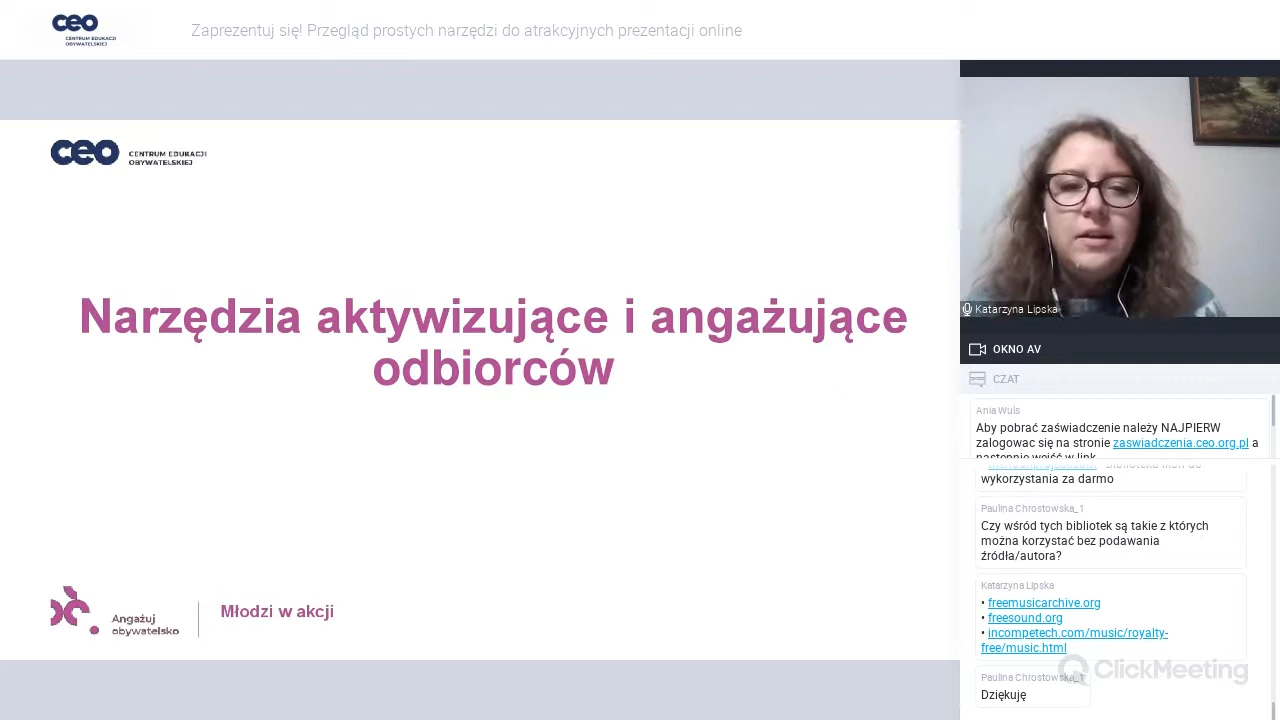 ceo
CENTRUM EDUKACJI
OBYWATELSKIEJ
Zaprezentuj się! Przegląd prostych narzędzi do atrakcyjnych prezentacji online
ceo
CENTRUM EDUKACJI
OBYWATELSKIEJ
Narzędzia aktywizujące i angażujące
odbiorców
Angażuj
obywatelsko
Młodzi w akcji
Katarzyna Lipska
OKNO AV
CZAT
Ania Wuls
Aby pobrać zaświadczenie należy NAJPIERW
zalogowac się na stronie zaswiadczenia.ceo.org.pl a
następnie wejść w link
wykorzystania za darmo
Paulina Chrostowska_1
Czy wśród tych bibliotek są takie z których
można korzystać bez podawania
źródła/autora?
Katarzyna Lipska
• freemusicarchive.org
• freesound.org
• incompetech.com/music/royalty-
free/music.html
Paulina Chrostowska_1
Dziękuję
ClickMeeting